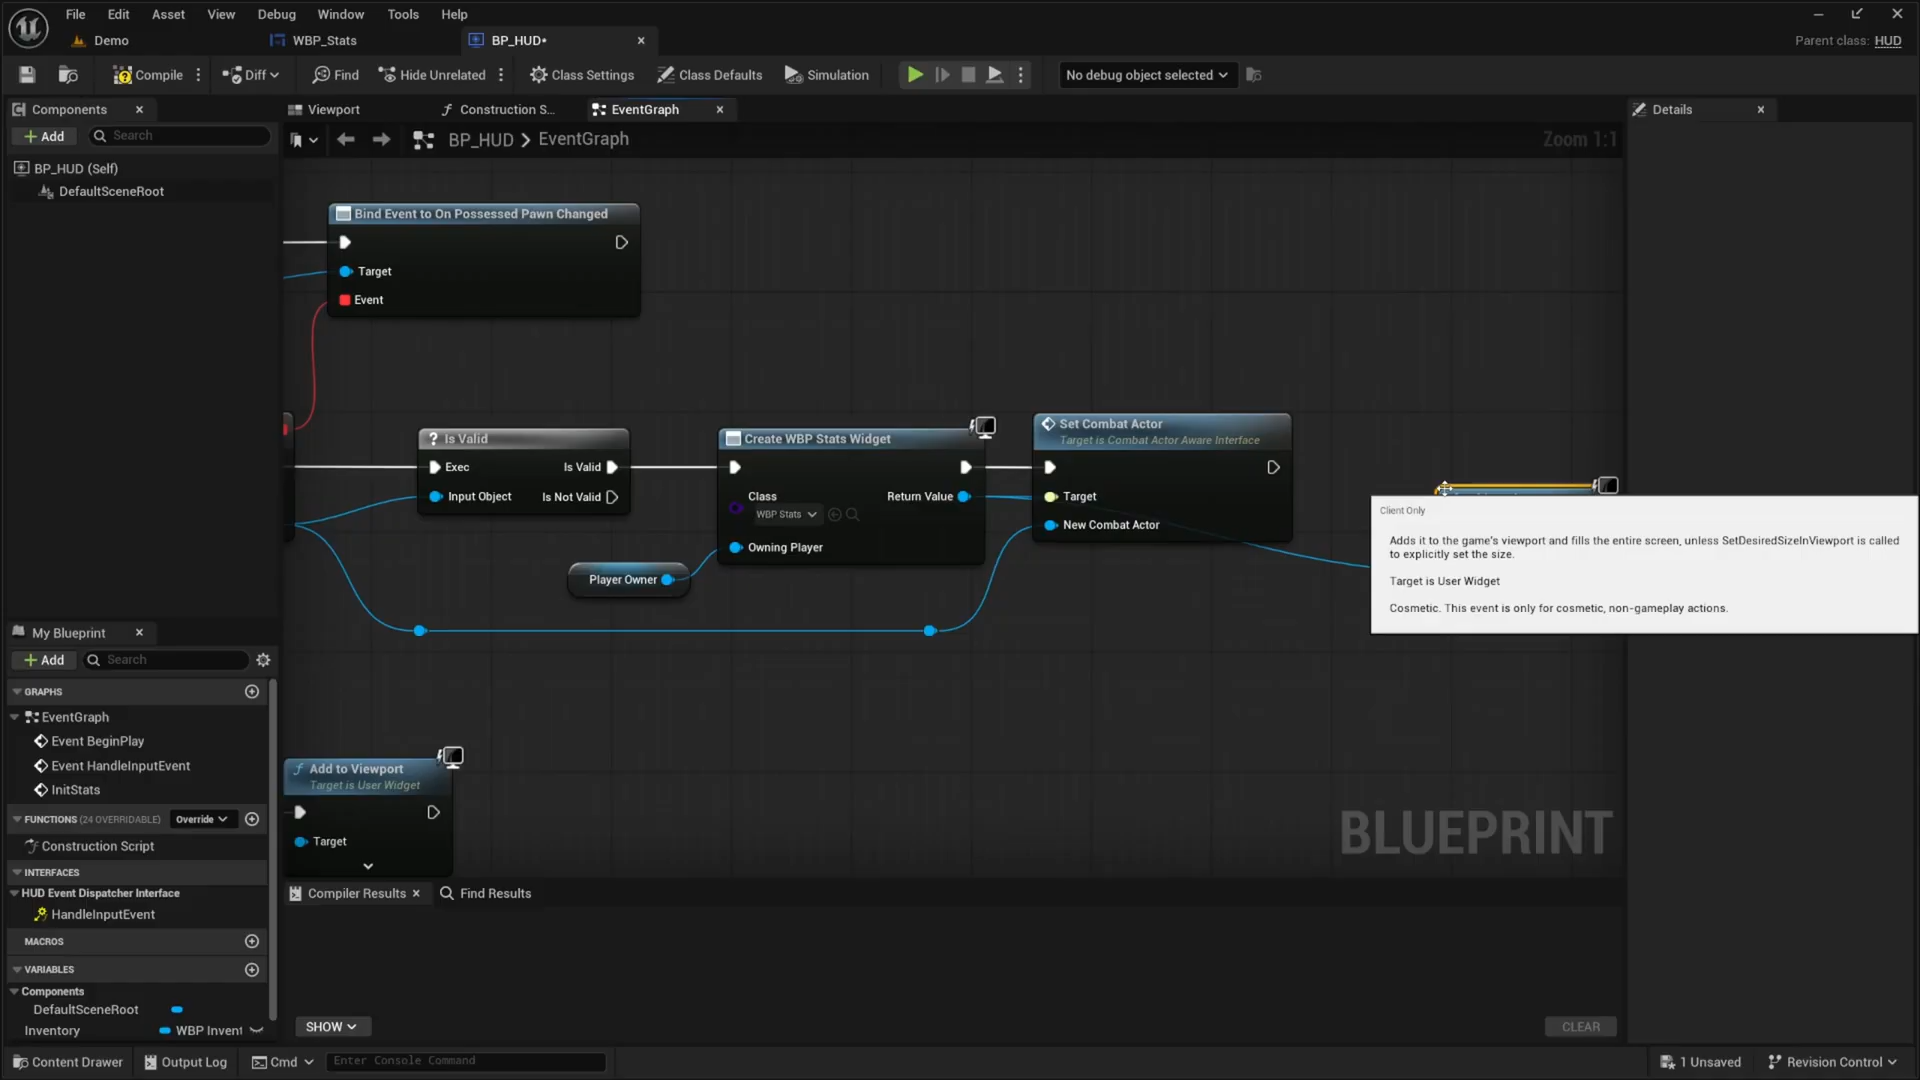 File Edit Asset View Debug Window Tools Help
Demo WBP_Stats BP_HUD* Parent class: HUD
Compile Diff Find Hide Unrelated Class Settings Class Defaults Simulation No debug object selected
Components Viewport Construction S... EventGraph Details
Add Search BP_HUD EventGraph Zoom 1:1
BP_HUD (Self)
DefaultSceneRoot
Bind Event to On Possessed Pawn Changed
Target
Event
Is Valid
Exec Is Valid
Input Object Is Not Valid
Create WBP Stats Widget
Class Return Value
WBP Stats
Owning Player
Player Owner
Set Combat Actor
Target is Combat Actor Aware Interface
Target
New Combat Actor
Client Only
Adds it to the game's viewport and fills the entire screen, unless SetDesiredSizeInViewport is called
to explicitly set the size.
Target is User Widget
Cosmetic. This event is only for cosmetic, non-gameplay actions.
Add to Viewport
Target is User Widget
Target
BLUEPRINT
My Blueprint
Add Search
GRAPHS
EventGraph
Event BeginPlay
Event HandleInputEvent
InitStats
FUNCTIONS (24 OVERRIDABLE) Override
Construction Script
INTERFACES
HUD Event Dispatcher Interface
HandleInputEvent
MACROS
VARIABLES
Components
DefaultSceneRoot
Inventory WBP Invent
Compiler Results Find Results
SHOW CLEAR
Content Drawer Output Log Cmd Enter Console Command 1 Unsaved Revision Control